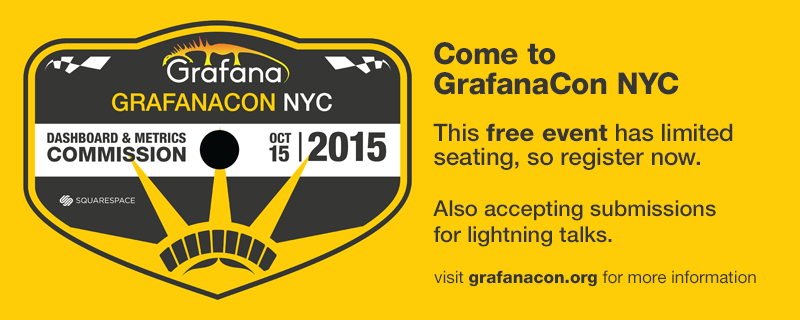 Grafana
GRAFANACON NYC
DASHBOARD & METRICS
COMMISSION
OCT
15
2015
SQUARESPACE
Come to
GrafanaCon NYC
This free event has limited
seating, so register now.
Also accepting submissions
for lightning talks.
visit grafanacon.org for more information